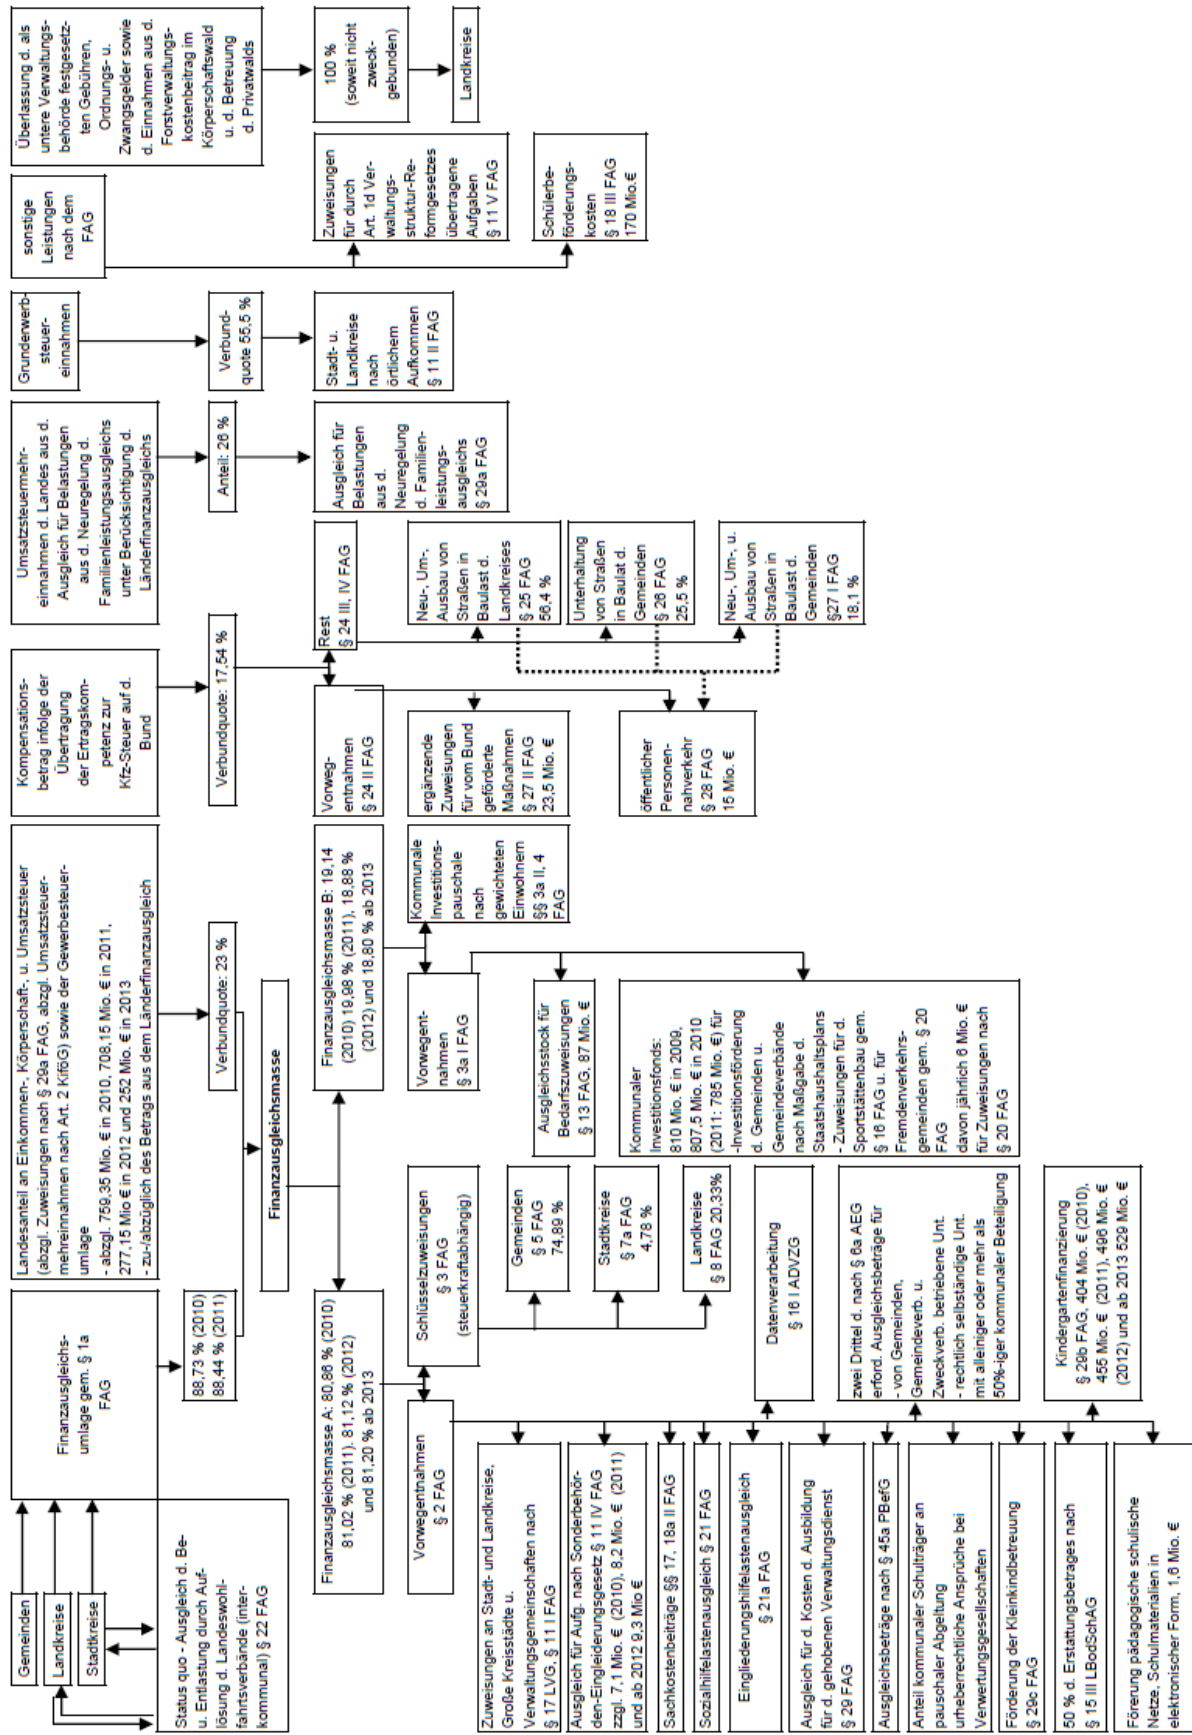 Gemeinden
Landkreise
Stadtkreise
Status quo - Ausgleich d. Be-
u. Entlastung durch Auf-
lösung d. Landeswohl-
fahrtsverbände (inter-
kommunal) § 22 FAG
Finanzausgleichs-
umlage gem. § 1a
FAG
88,73 % (2010)
88,44 % (2011)
Landesanteil an Einkommen-, Köperschaft-, u. Umsatzsteuer
(abzgl. Zuweisungen nach § 29a FAG, abzgl. Umsatzsteuer-
mehreinnahmen nach Art. 2 KiföG) sowie der Gewerbesteuer-
umlage
- abzgl. 759,35 Mio. € in 2010, 708,15 Mio. € in 2011,
277,15 Mio € in 2012 und 252 Mio. € in 2013
- zu-/abzüglich des Betrags aus dem Länderfinanzausgleich
Verbundquote: 23 %
Finanzausgleichsmasse
Kompensations-
betrag infolge der
Übertragung
der Ertragskom-
petenz zur
Kfz-Steuer auf d.
Bund
Verbundquote: 17,54 %
Umsatzsteuermehr-
einnahmen d. Landes aus d.
Ausgleich für Belastungen
aus d. Neuregelung d.
Familienleistungsausgleichs
unter Berücksichtigung d.
Länderfinanzausgleichs
Anteil: 26 %
Ausgleich für
Belastungen
aus d.
Neuregelung
d. Familien-
leistungs-
ausgleichs
§ 29a FAG
Grunderwerb-
steuer-
einnahmen
Verbund-
quote 55,5 %
Stadt- u.
Landkreise
nach
örtlichem
Aufkommen
§ 11 II FAG
sonstige
Leistungen
nach dem
FAG
Zuweisungen
für durch
Art. 1d Ver-
waltungs-
struktur-Re-
formgesetzes
übertragene
Aufgaben
§ 11 V FAG
Schülerbe-
förderungs-
kosten
§ 18 III FAG
170 Mio.€
Überlassung d. als
untere Verwaltungs-
behörde festgesetz-
ten Gebühren,
Ordnungs- u.
Zwangsgelder sowie
d. Einnahmen aus d.
Forstverwaltungs-
kostenbeitrag im
Körperschaftswald
u. d. Betreuung
d. Privatwalds
100 %
(soweit nicht
zweck-
gebunden)
Landkreise
Finanzausgleichsmasse A: 80,86 % (2010)
81,02 % (2011). 81,12 % (2012)
und 81,20 % ab 2013
Vorwegentnahmen
§ 2 FAG
Schlüsselzuweisungen
§ 3 FAG
(steuerkraftabhängig)
Gemeinden
§ 5 FAG
74,89 %
Stadtkreise
§ 7a FAG
4,78 %
Landkreise
§ 8 FAG 20,33%
Zuweisungen an Stadt- und Landkreise,
Große Kreisstädte u.
Verwaltungsgemeinschaften nach
§ 17 LVG, § 11 I FAG
Ausgleich für Aufg. nach Sonderbehör-
den-Eingleiderungsgesetz § 11 IV FAG
zzgl. 7,1 Mio. € (2010), 8,2 Mio. € (2011)
und ab 2012 9,3 Mio €
Sachkostenbeiträge §§ 17, 18a II FAG
Sozialhilfelastenausgleich § 21 FAG
Eingliederungshilfelastenausgleich
§ 21a FAG
Ausgleich für d. Kosten d. Ausbildung
für d. gehobenen Verwaltungsdienst
§ 29 FAG
Ausgleichsbeträge nach § 45a PBefG
Anteil kommunaler Schulträger an
pauschaler Abgeltung
urheberrechtliche Ansprüche bei
Verwertungsgesellschaften
Förderung der Kleinkindbetreuung
§ 29c FAG
50 % d. Erstattungsbetrages nach
§ 15 III LBodSchAG
Förerung pädagogische schulische
Netze, Schulmaterialien in
elektronischer Form, 1,6 Mio. €
Datenverarbeitung
§ 16 I ADVZG
zwei Drittel d. nach § 6a AEG
erford. Ausgleichsbeträge für
- von Gemeinden,
Gemeindeverb. u.
Zweckverb. betriebene Unt.
- rechtlich selbständige Unt.
mit alleiniger oder mehr als
50%-iger kommunaler Beteiligung
Kindergartenfinanzierung
§ 29b FAG, 404 Mio. € (2010),
455 Mio. € (2011), 496 Mio. €
(2012) und ab 2013 529 Mio. €
Finanzausgleichsmasse B: 19,14
(2010) 19,98 % (2011), 18,88 %
(2012) und 18,80 % ab 2013
Vorwegent-
nahmen
§ 3a I FAG
Kommunale
Investitions-
pauschale
nach
gewichteten
Einwohnern
§§ 3a II, 4
FAG
Ausgleichsstock für
Bedarfszuweisungen
§ 13 FAG, 87 Mio. €
Kommunaler
Investitionsfonds:
810 Mio. € in 2009,
807,5 Mio. € in 2010
(2011: 785 Mio. €) für
-Investitionsförderung
d. Gemeinden u.
Gemeindeverbände
nach Maßgabe d.
Staatshaushaltsplans
- Zuweisungen für d.
Sportstättenbau gem.
§ 16 FAG u. für
Fremdenverkehrs-
gemeinden gem. § 20
FAG
davon jährlich 6 Mio. €
für Zuweisungen nach
§ 20 FAG
Vorweg-
entnahmen
§ 24 II FAG
Rest
§ 24 III, IV FAG
ergänzende
Zuweisungen
für vom Bund
geförderte
Maßnahmen
§ 27 II FAG
23,5 Mio. €
öffentlicher
Personen-
nahverkehr
§ 28 FAG
15 Mio. €
Neu-, Um-,
Ausbau von
Straßen in
Baulast d.
Landkreises
§ 25 FAG
56,4 %
Unterhaltung
von Straßen
in Baulat d.
Gemeinden
§ 26 FAG
25,5 %
Neu-, Um-, u.
Ausbau von
Straßen in
Baulast d.
Gemeinden
§27 I FAG
18,1 %